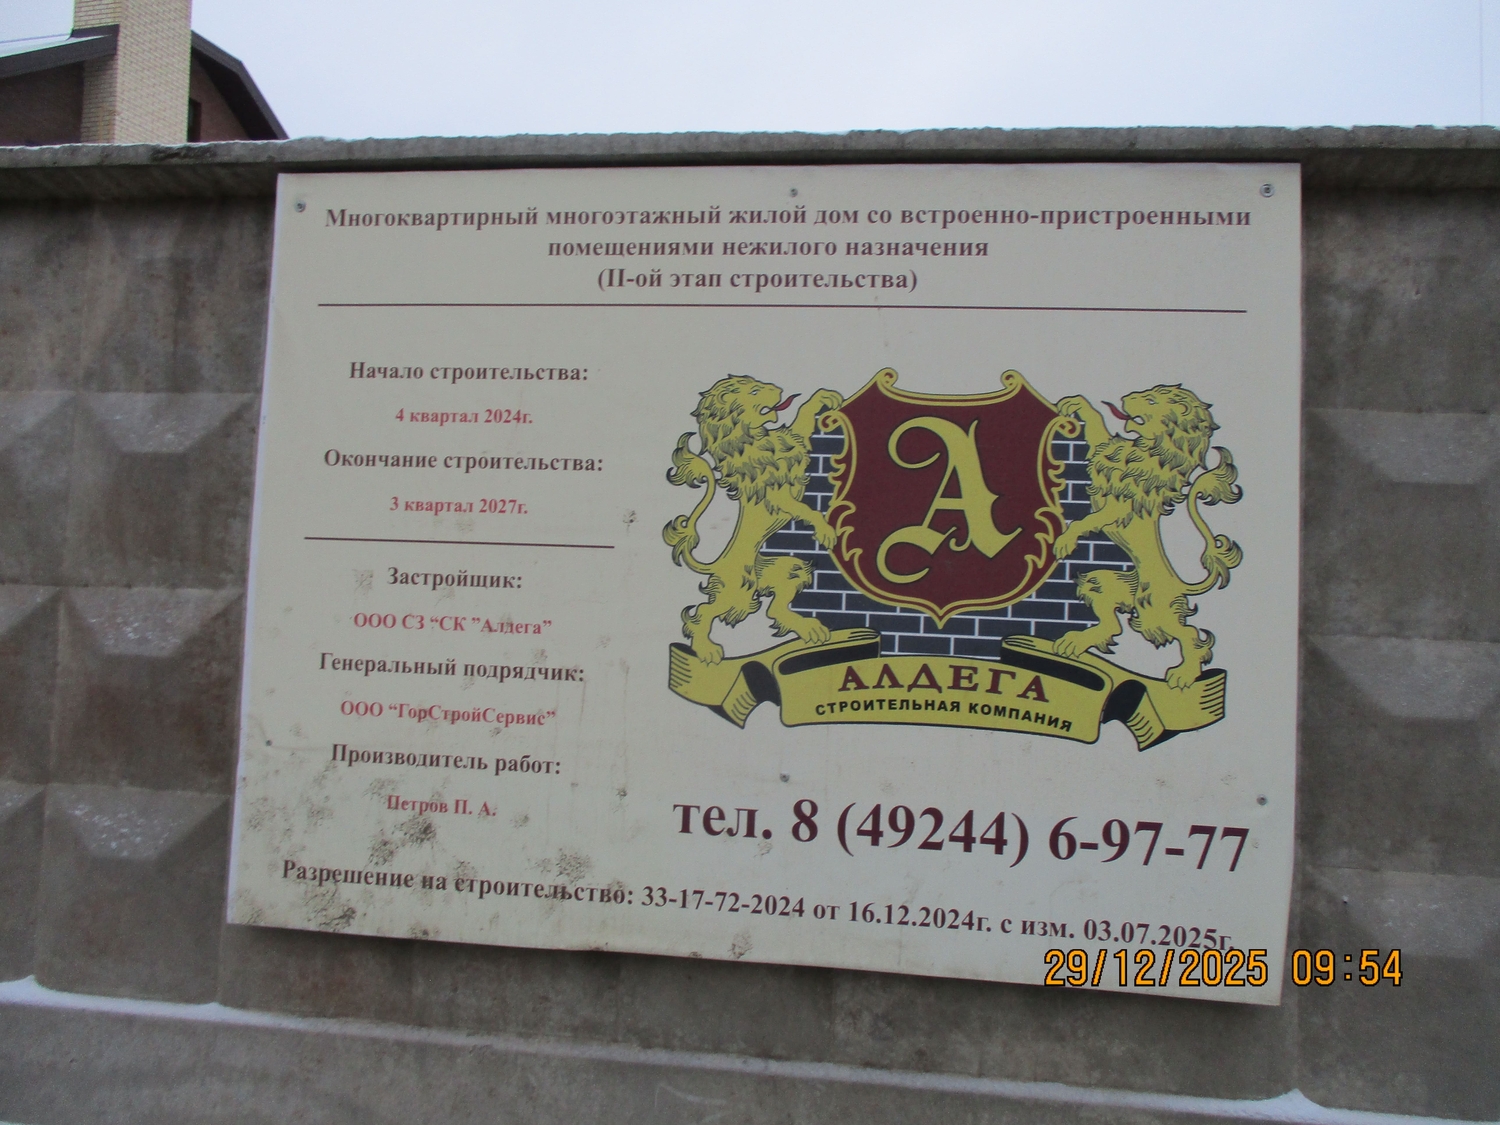 Многоквартирный многоэтажный жилой дом со встроенно-пристроенными
помещениями нежилого назначения
(II-ой этап строительства)
Начало строительства:
4 квартал 2024г.
Окончание строительства:
3 квартал 2027г.
Застройщик:
ООО СЗ “СК ”Алдега”
Генеральный подрядчик:
ООО “ГорСтройСервис”
Производитель работ:
Петров П. А.
А
АЛДЕГА
СТРОИТЕЛЬНАЯ КОМПАНИЯ
тел. 8 (49244) 6-97-77
Разрешение на строительство: 33-17-72-2024 от 16.12.2024г. с изм. 03.07.2025г.
29/12/2025 09:54